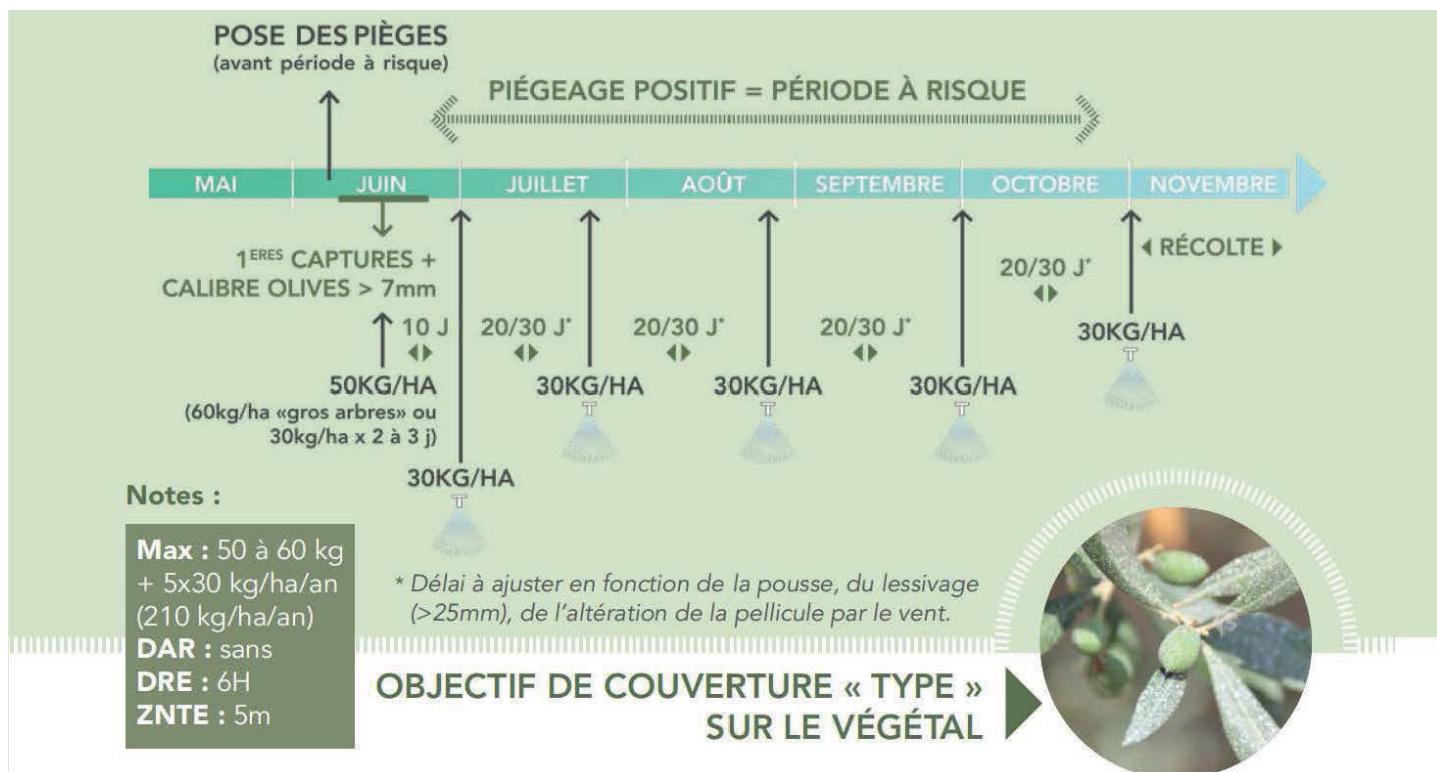 POSE DES PIÈGES
(avant période à risque)
PIÉGEAGE POSITIF = PÉRIODE À RISQUE
MAI
JUIN
JUILLET
AOÛT
SEPTEMBRE
OCTOBRE
NOVEMBRE
1ERES CAPTURES +
CALIBRE OLIVES > 7mm
◀ RÉCOLTE ▶
20/30 J*
10 J
20/30 J*
20/30 J*
20/30 J*
30KG/HA
50KG/HA
(60kg/ha «gros arbres» ou
30kg/ha x 2 à 3 j)
30KG/HA
30KG/HA
30KG/HA
30KG/HA
Notes :
Max : 50 à 60 kg
+ 5x30 kg/ha/an
(210 kg/ha/an)
DAR : sans
DRE : 6H
ZNTE : 5m
* Délai à ajuster en fonction de la pousse, du lessivage
(>25mm), de l'altération de la pellicule par le vent.
OBJECTIF DE COUVERTURE « TYPE »
SUR LE VÉGÉTAL